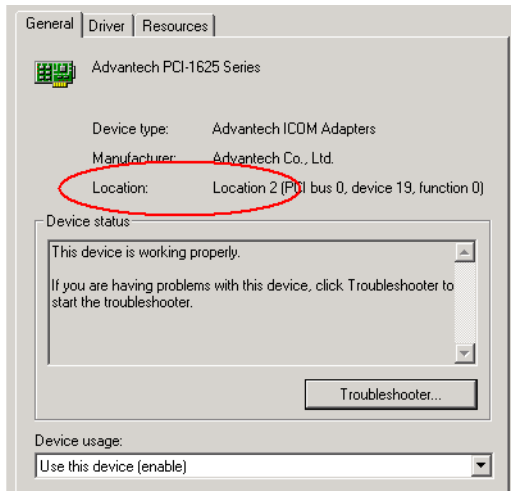 General Driver Resources
Advantech PCI-1625 Series
Device type: Advantech ICOM Adapters
Manufacturer: Advantech Co., Ltd.
Location: Location 2 (PCI bus 0, device 19, function 0)
Device status
This device is working properly.
If you are having problems with this device, click Troubleshooter to
start the troubleshooter.
Troubleshooter...
Device usage:
Use this device (enable)